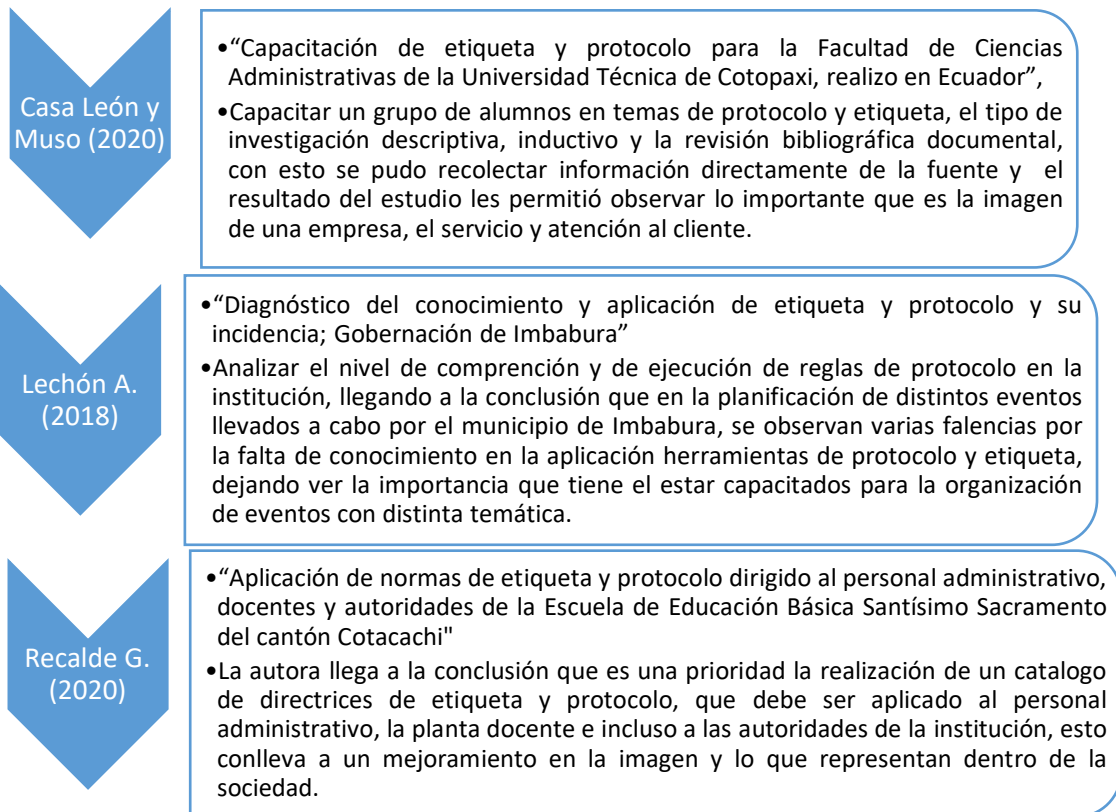 Casa León y
Muso (2020)
•“Capacitación de etiqueta y protocolo para la Facultad de Ciencias
Administrativas de la Universidad Técnica de Cotopaxi, realizo en Ecuador”,
•Capacitar un grupo de alumnos en temas de protocolo y etiqueta, el tipo de
investigación descriptiva, inductivo y la revisión bibliográfica documental,
con esto se pudo recolectar información directamente de la fuente y el
resultado del estudio les permitió observar lo importante que es la imagen
de una empresa, el servicio y atención al cliente.
Lechón A.
(2018)
•“Diagnóstico del conocimiento y aplicación de etiqueta y protocolo y su
incidencia; Gobernación de Imbabura”
•Analizar el nivel de comprención y de ejecución de reglas de protocolo en la
institución, llegando a la conclusión que en la planificación de distintos eventos
llevados a cabo por el municipio de Imbabura, se observan varias falencias por
la falta de conocimiento en la aplicación herramientas de protocolo y etiqueta,
dejando ver la importancia que tiene el estar capacitados para la organización
de eventos con distinta temática.
Recalde G.
(2020)
•“Aplicación de normas de etiqueta y protocolo dirigido al personal administrativo,
docentes y autoridades de la Escuela de Educación Básica Santísimo Sacramento
del cantón Cotacachi"
•La autora llega a la conclusión que es una prioridad la realización de un catalogo
de directrices de etiqueta y protocolo, que debe ser aplicado al personal
administrativo, la planta docente e incluso a las autoridades de la institución, esto
conlleva a un mejoramiento en la imagen y lo que representan dentro de la
sociedad.